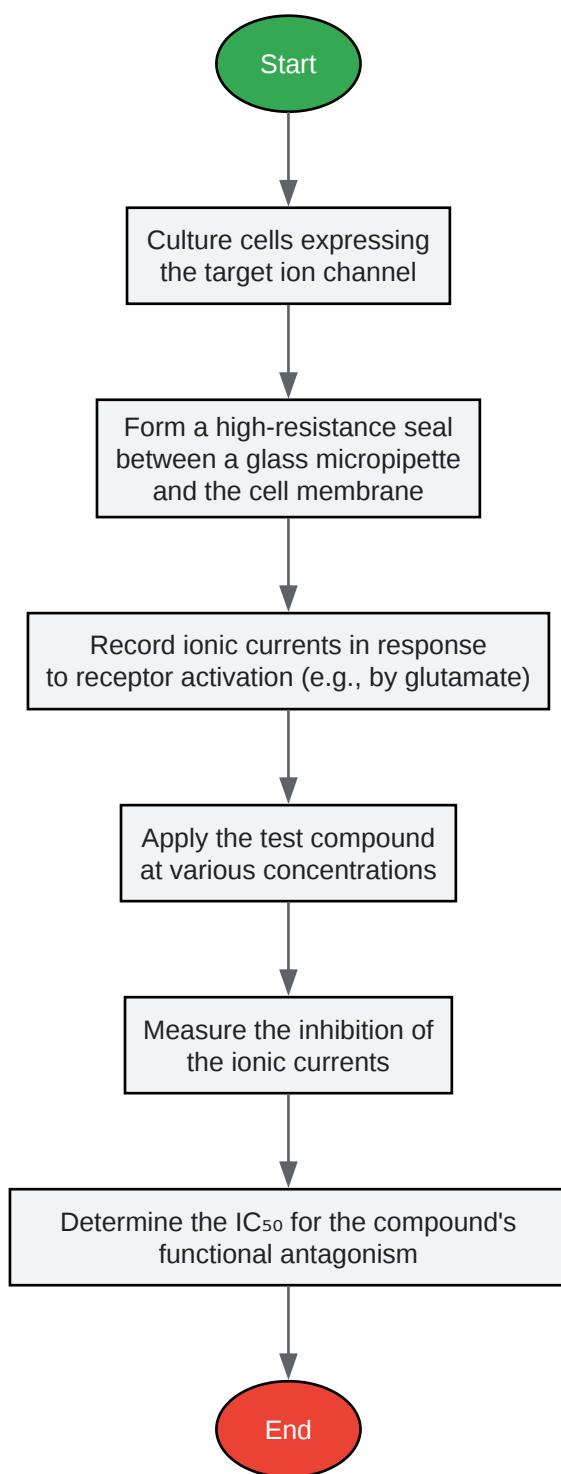 Start
Culture cells expressing
the target ion channel
Form a high-resistance seal
between a glass micropipette
and the cell membrane
Record ionic currents in response
to receptor activation (e.g., by glutamate)
Apply the test compound
at various concentrations
Measure the inhibition of
the ionic currents
Determine the IC₅₀ for the compound's
functional antagonism
End